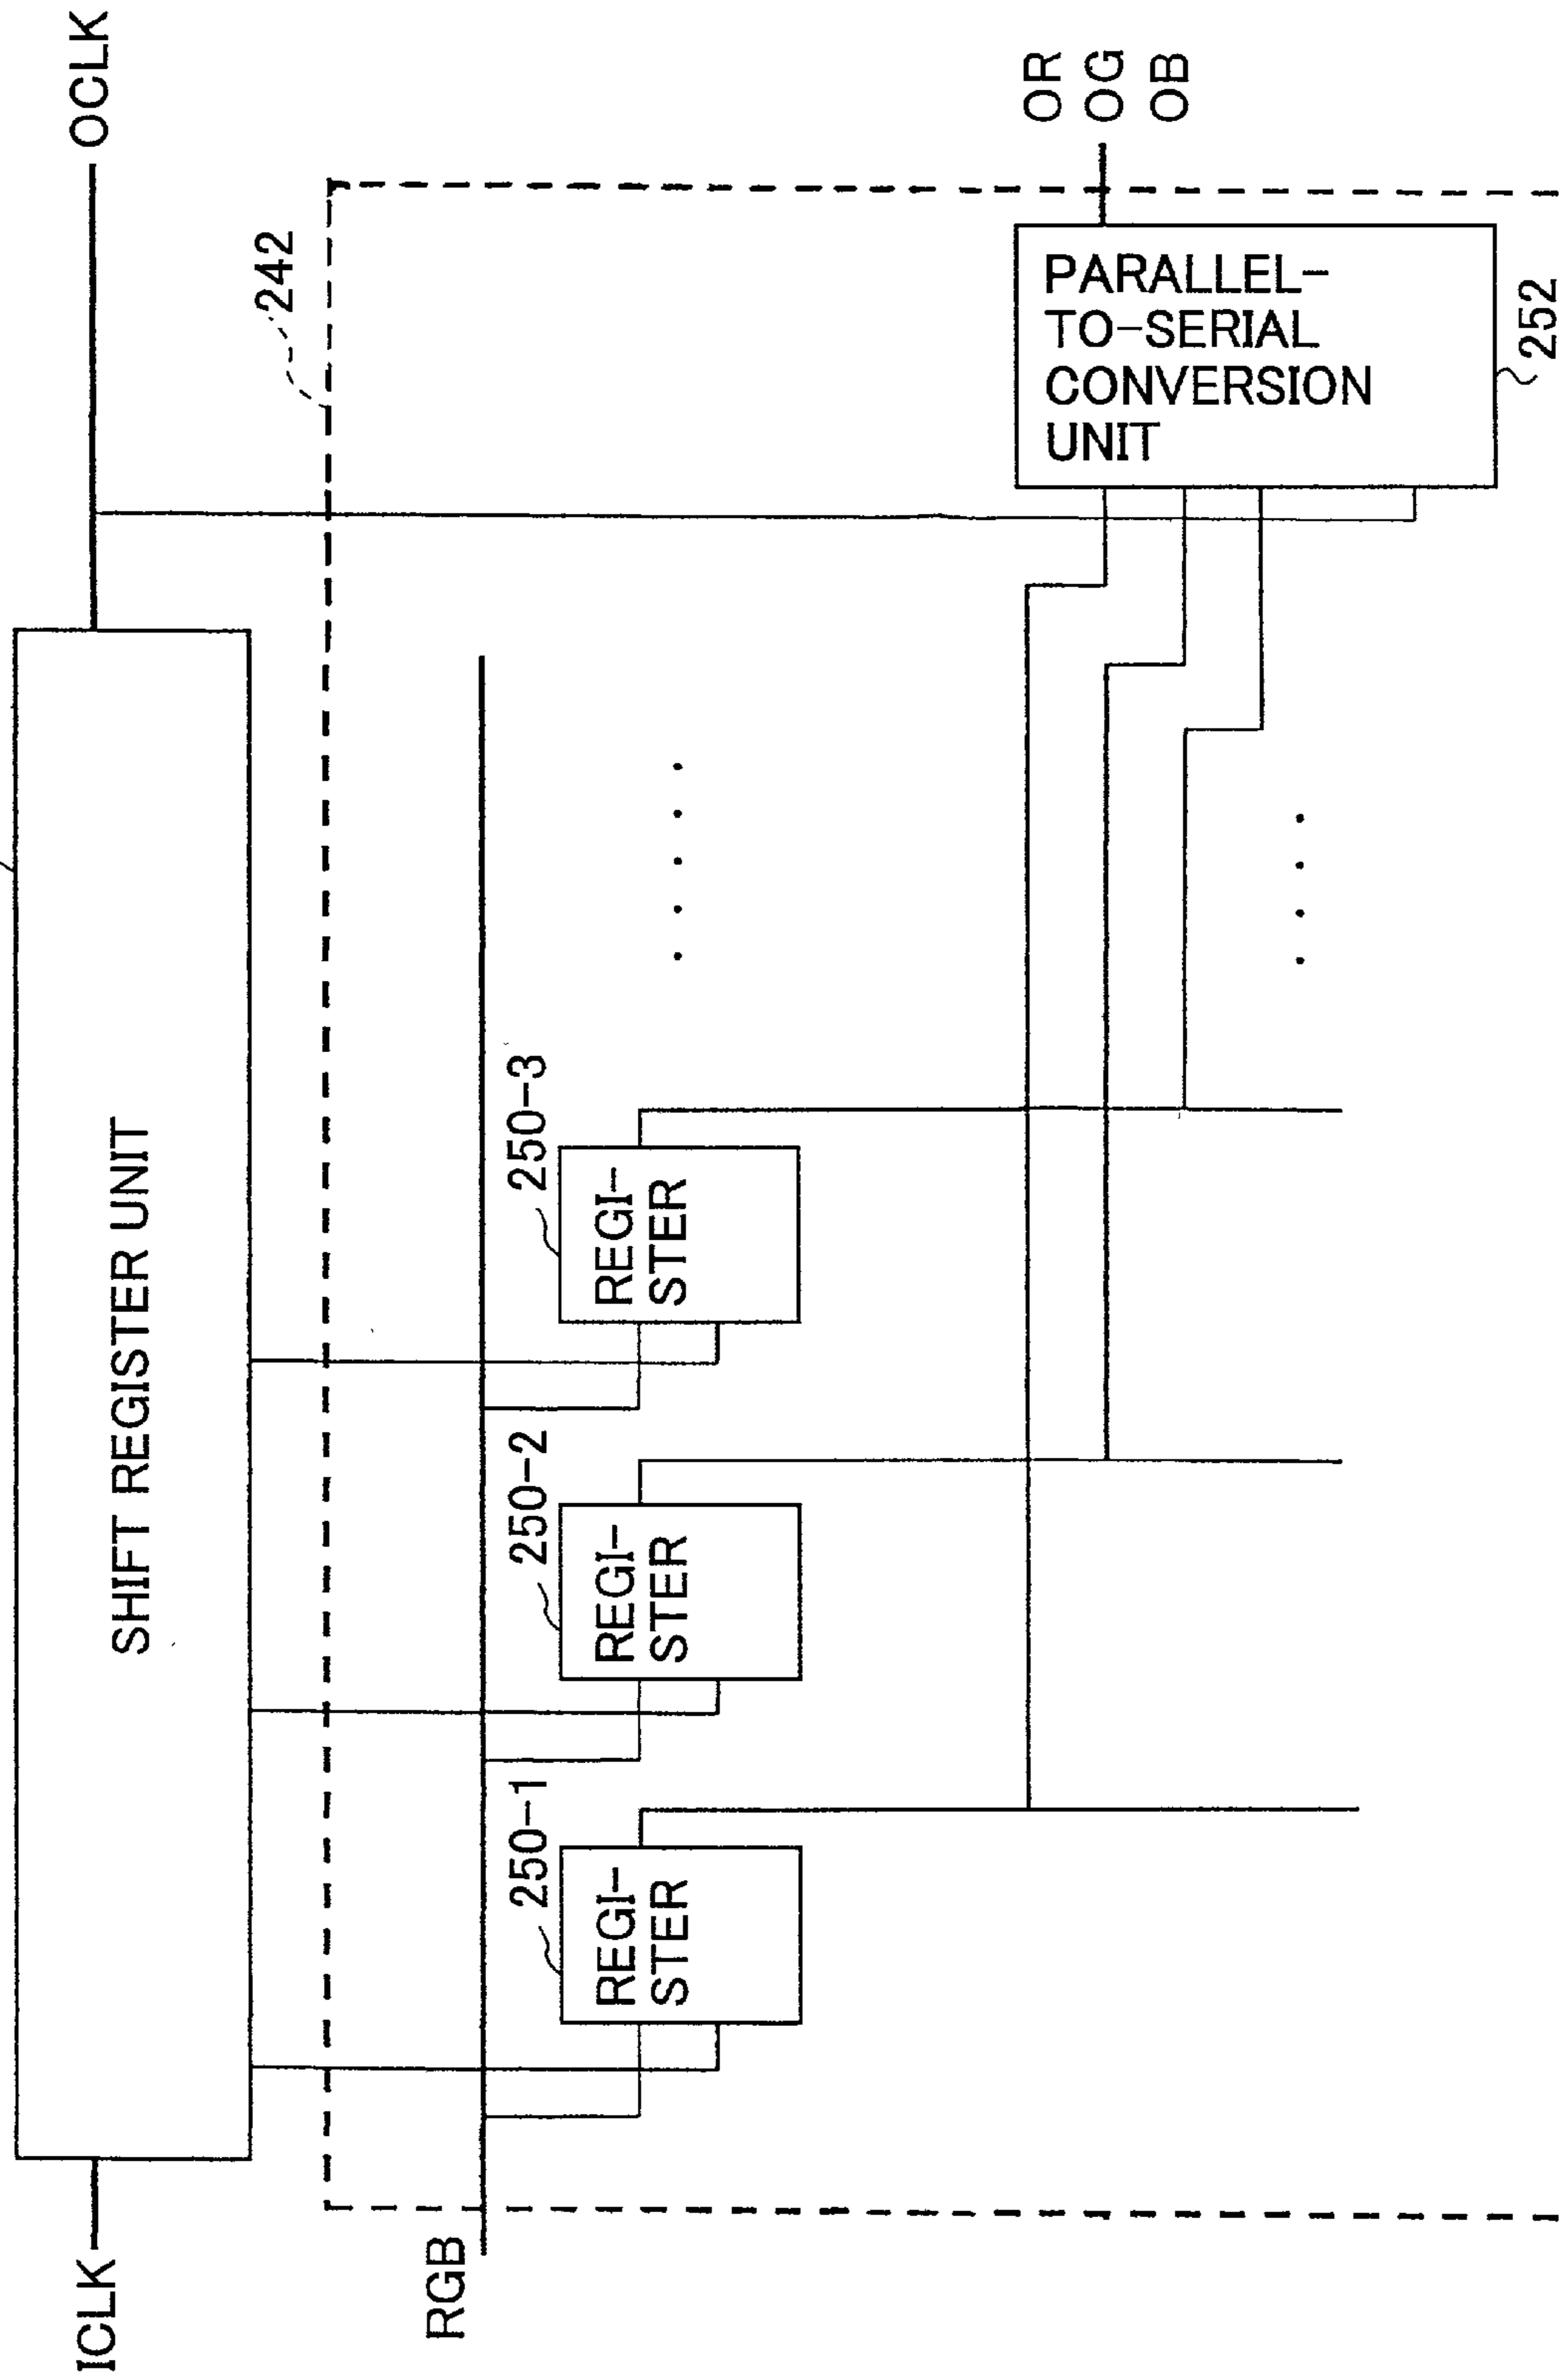 ICLK
SHIFT REGISTER UNIT
OCLK
242
RGB
250-1
REGI-
STER
250-2
REGI-
STER
250-3
REGI-
STER
OR
OG
OB
PARALLEL-
TO-SERIAL
CONVERSION
UNIT
252